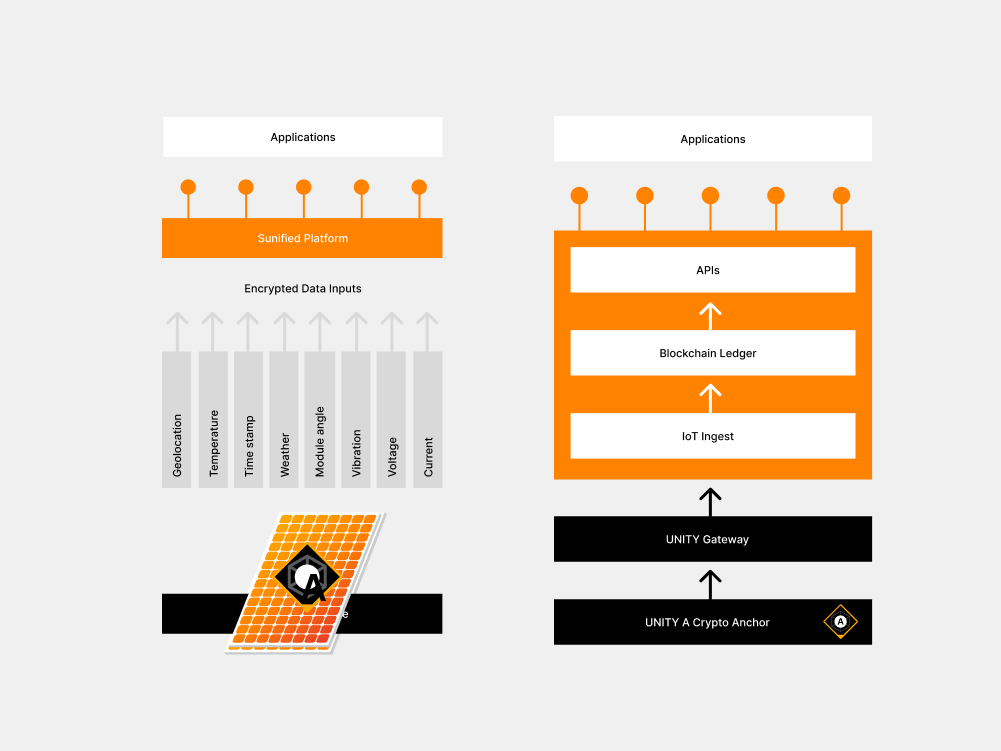 Applications
Sunified Platform
Encrypted Data Inputs
Geolocation
Temperature
Time stamp
Weather
Module angle
Vibration
Voltage
Current
A
Applications
APIs
Blockchain Ledger
IoT Ingest
UNITY Gateway
UNITY A Crypto Anchor
A